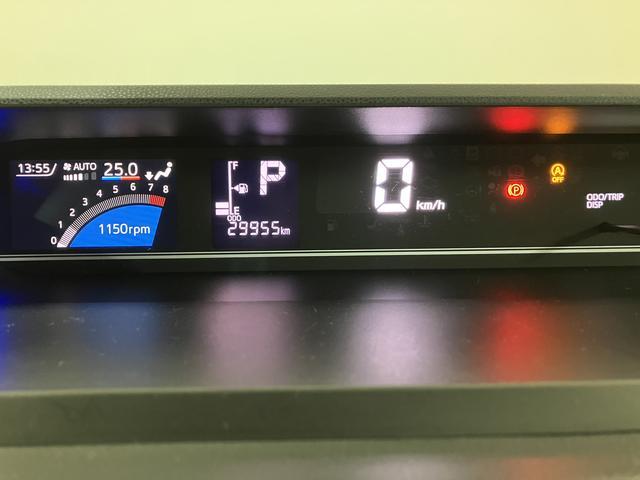 13:55 AUTO 25.0
0 1 2 3 4 5 6 7 8
1150rpm
F
P
E
ODO
29955km
0 km/h
P
A
OFF
ODO/TRIP
DISP